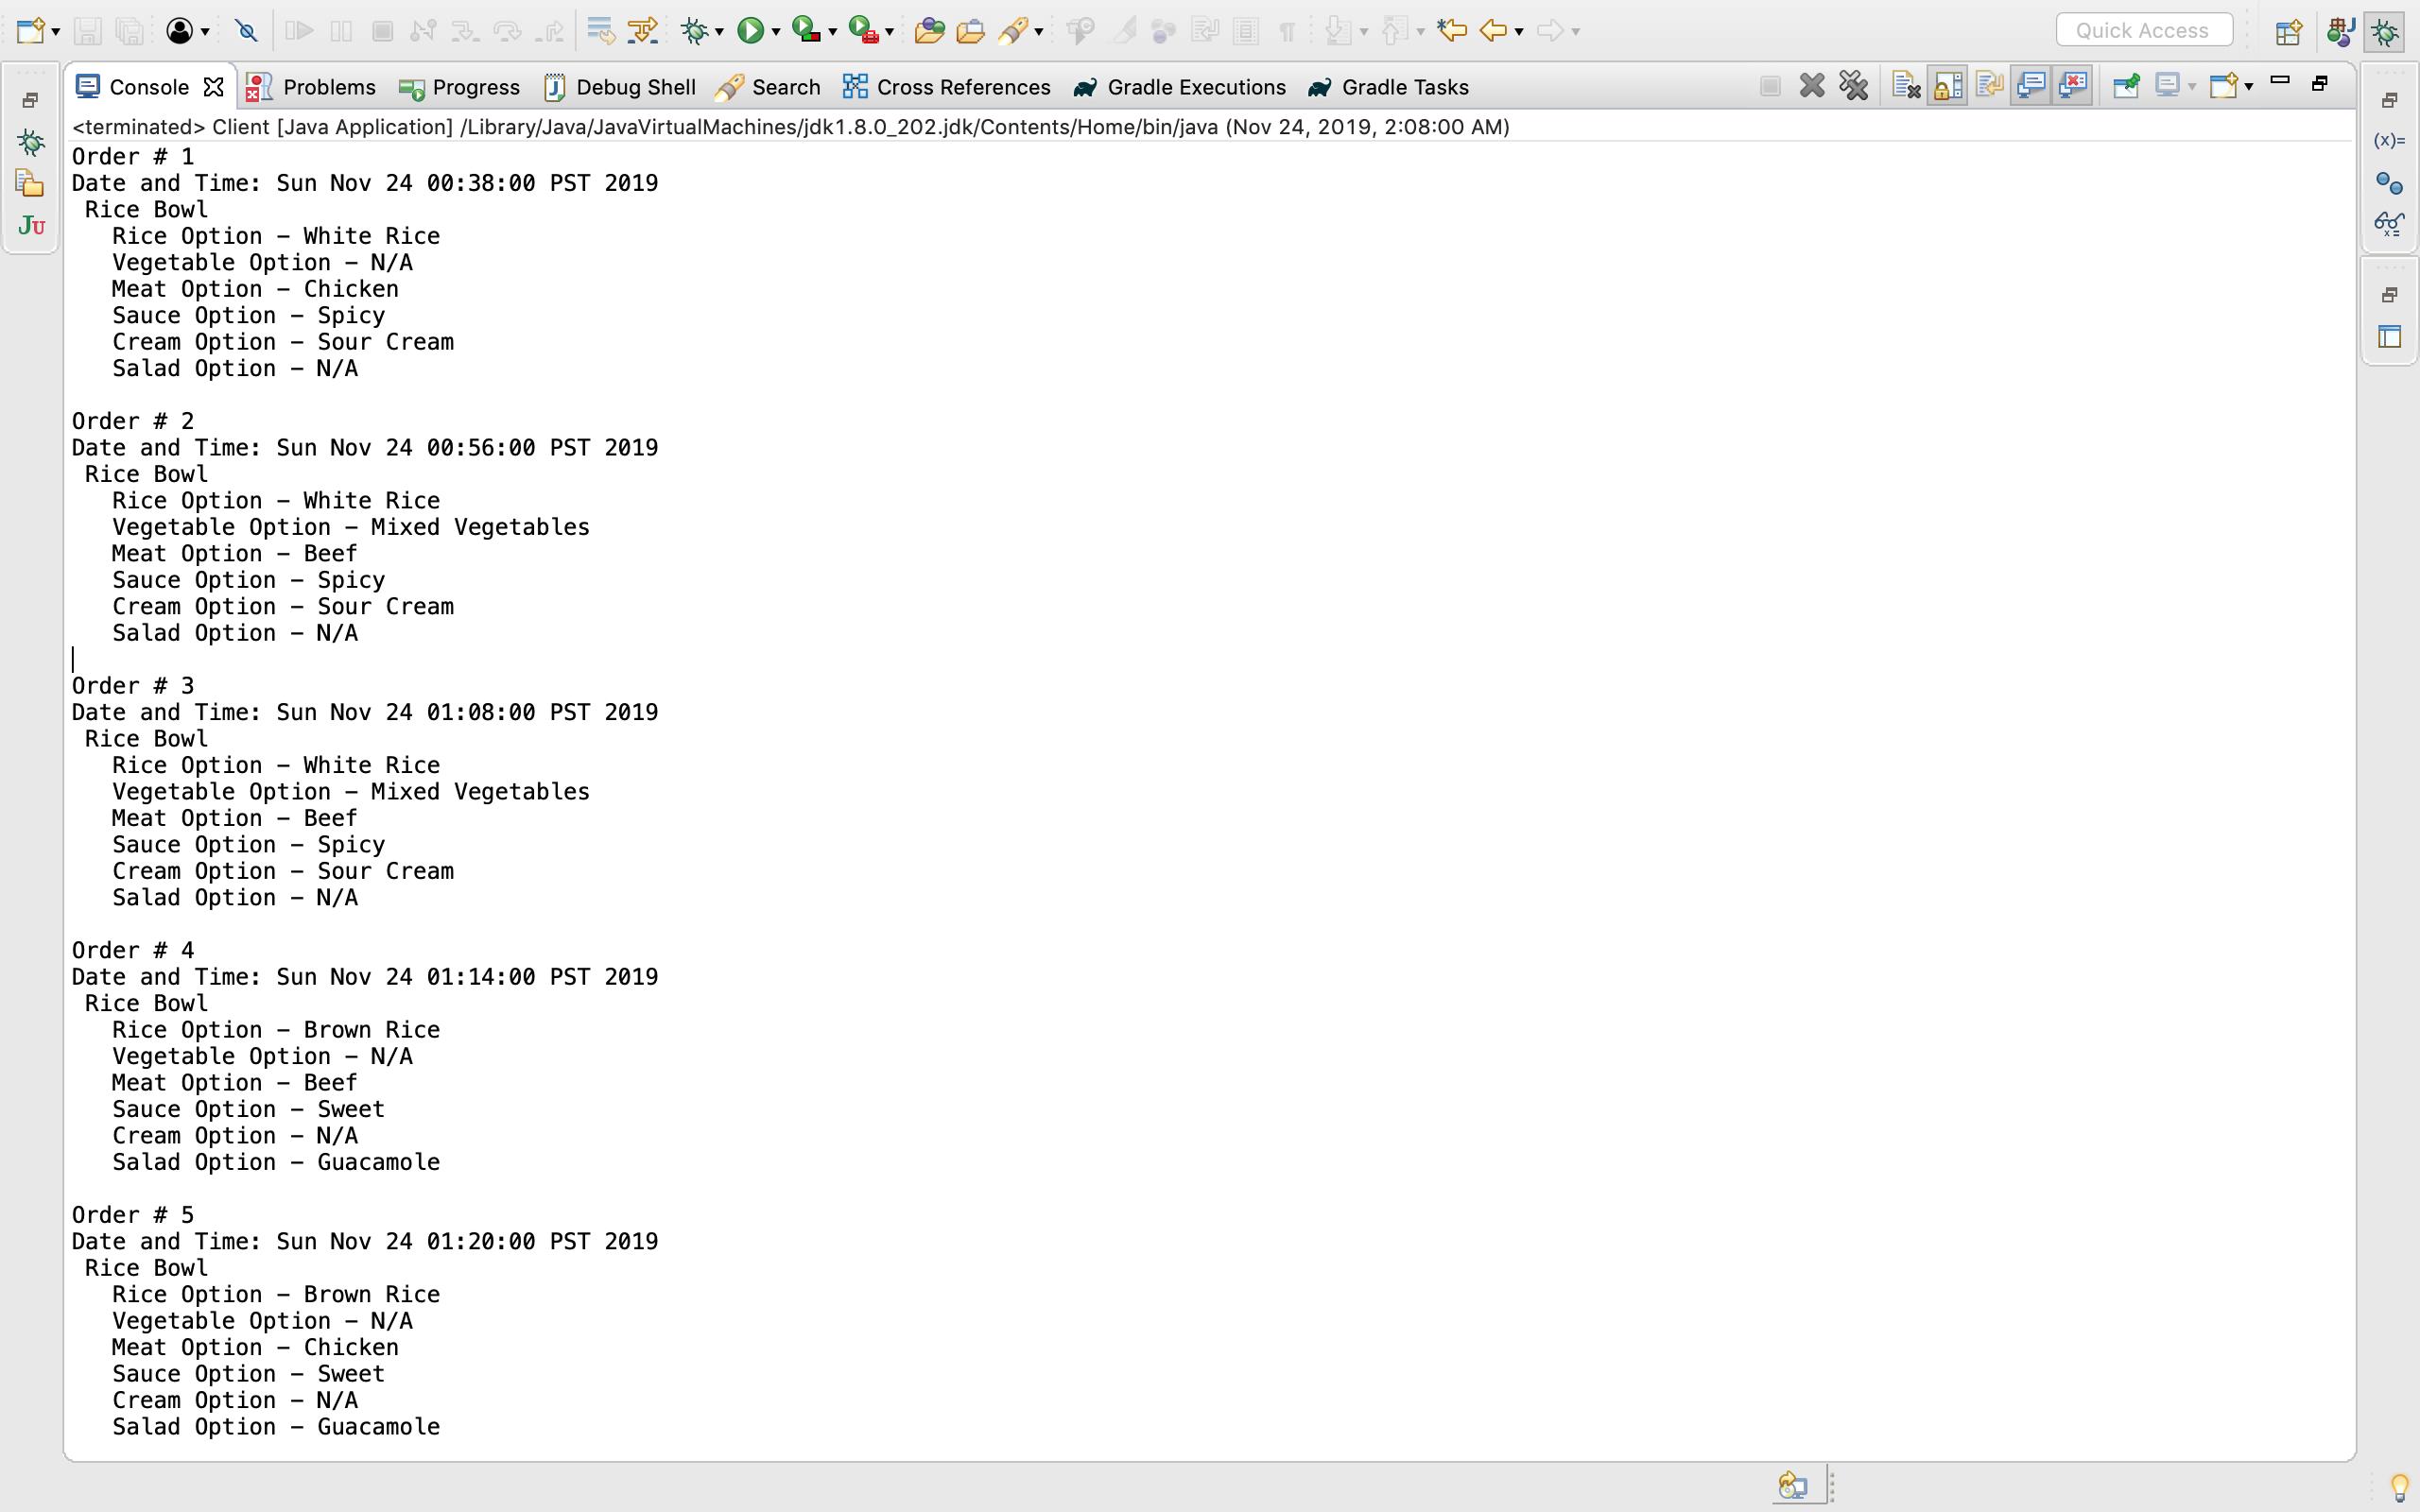 Quick Access
Console Problems Progress Debug Shell Search Cross References Gradle Executions Gradle Tasks
<terminated> Client [Java Application] /Library/Java/JavaVirtualMachines/jdk1.8.0_202.jdk/Contents/Home/bin/java (Nov 24, 2019, 2:08:00 AM)
Order # 1
Date and Time: Sun Nov 24 00:38:00 PST 2019
Rice Bowl
Rice Option – White Rice
Vegetable Option – N/A
Meat Option – Chicken
Sauce Option – Spicy
Cream Option – Sour Cream
Salad Option – N/A
Order # 2
Date and Time: Sun Nov 24 00:56:00 PST 2019
Rice Bowl
Rice Option – White Rice
Vegetable Option – Mixed Vegetables
Meat Option – Beef
Sauce Option – Spicy
Cream Option – Sour Cream
Salad Option – N/A
Order # 3
Date and Time: Sun Nov 24 01:08:00 PST 2019
Rice Bowl
Rice Option – White Rice
Vegetable Option – Mixed Vegetables
Meat Option – Beef
Sauce Option – Spicy
Cream Option – Sour Cream
Salad Option – N/A
Order # 4
Date and Time: Sun Nov 24 01:14:00 PST 2019
Rice Bowl
Rice Option – Brown Rice
Vegetable Option – N/A
Meat Option – Beef
Sauce Option – Sweet
Cream Option – N/A
Salad Option – Guacamole
Order # 5
Date and Time: Sun Nov 24 01:20:00 PST 2019
Rice Bowl
Rice Option – Brown Rice
Vegetable Option – N/A
Meat Option – Chicken
Sauce Option – Sweet
Cream Option – N/A
Salad Option – Guacamole